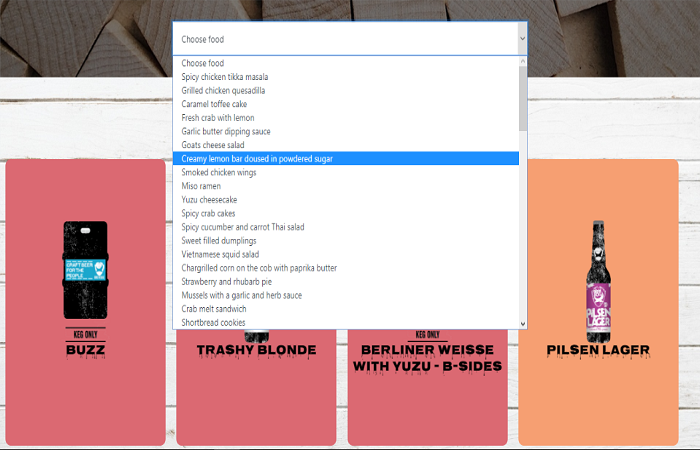 Choose food
Choose food
Spicy chicken tikka masala
Grilled chicken quesadilla
Caramel toffee cake
Fresh crab with lemon
Garlic butter dipping sauce
Goats cheese salad
Creamy lemon bar doused in powdered sugar
Smoked chicken wings
Miso ramen
Yuzu cheesecake
Spicy crab cakes
Spicy cucumber and carrot Thai salad
Sweet filled dumplings
Vietnamese squid salad
Chargrilled corn on the cob with paprika butter
Strawberry and rhubarb pie
Mussels with a garlic and herb sauce
Crab melt sandwich
Shortbread cookies
CRAFT BEER
FOR THE
PEOPLE
PILSEN
LAGER
KEG ONLY
BUZZ
TRASHY BLONDE
KEG ONLY
BERLINER WEISSE
WITH YUZU - B-SIDES
PILSEN LAGER